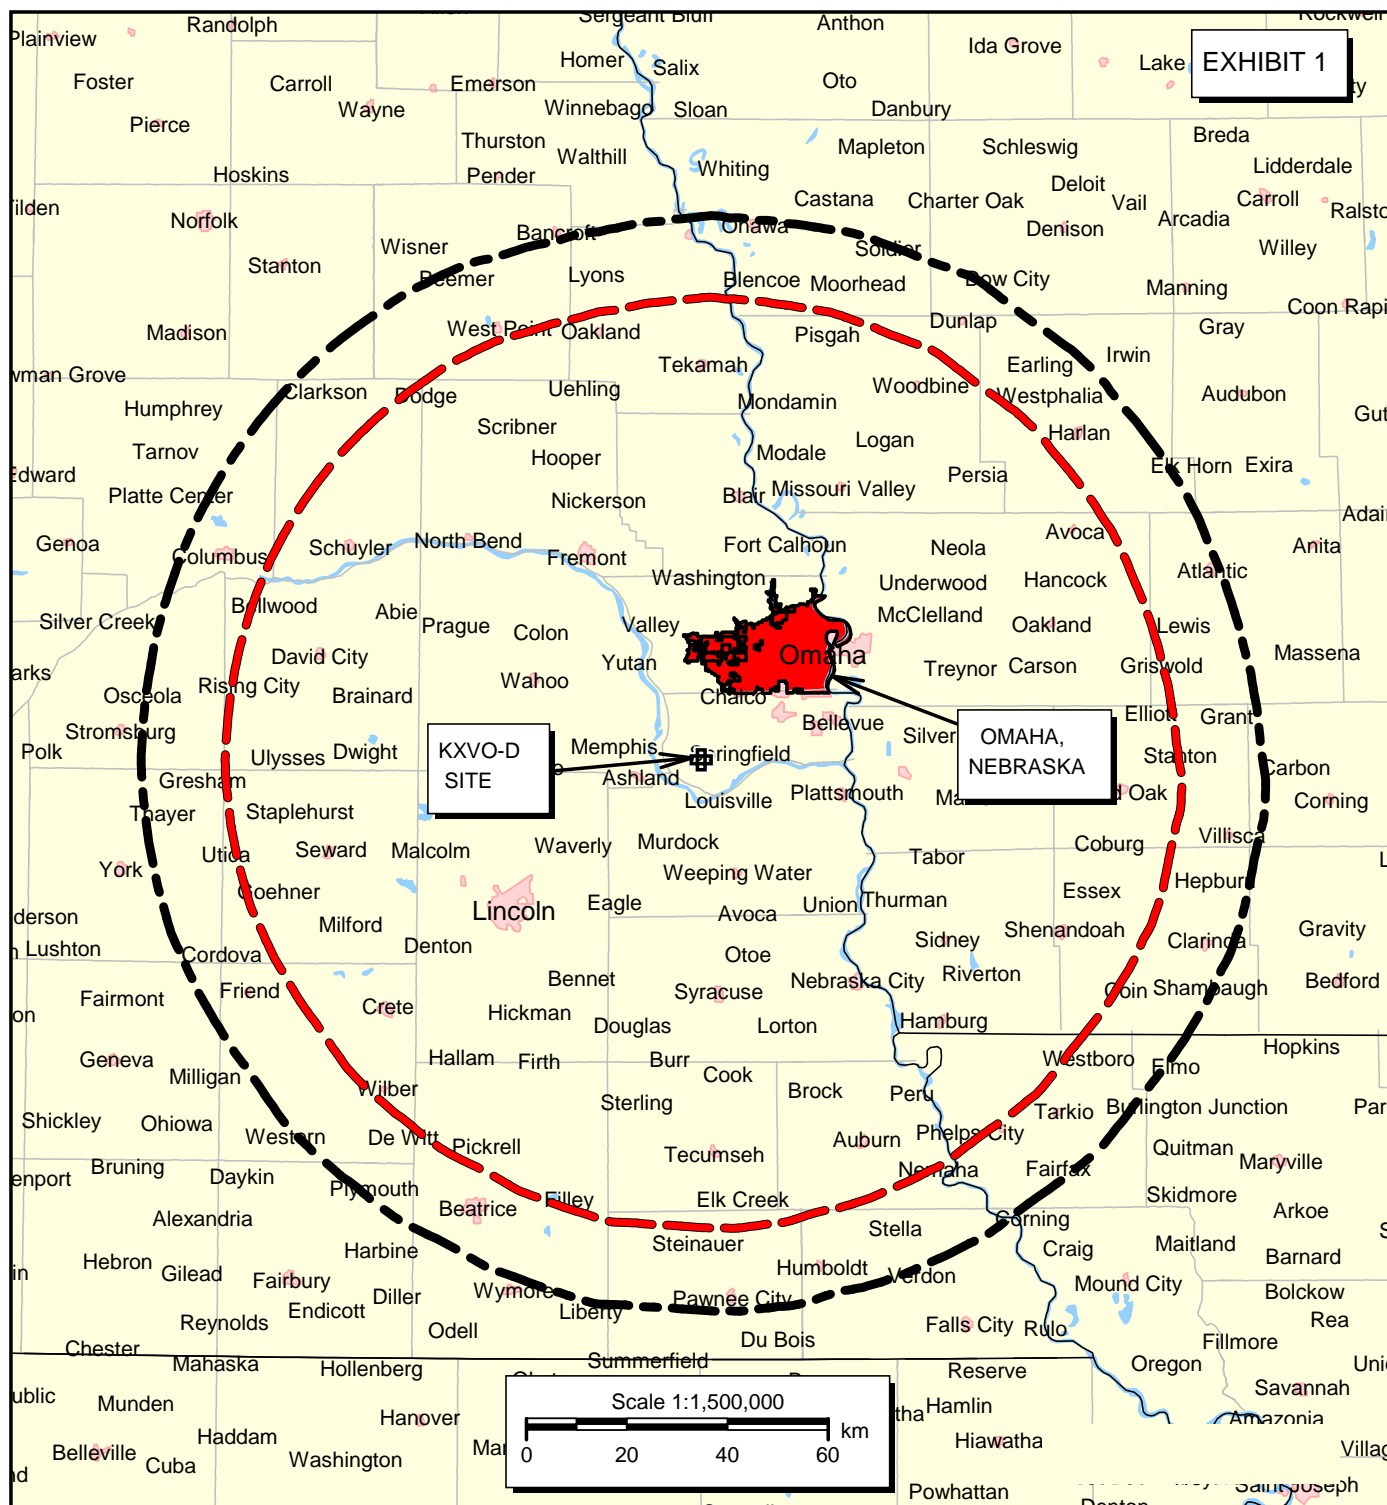 Sergeant Bluff
Anthon
Randolph
Plainview
Ida Grove
Homer
Salix
Lake
EXHIBIT 1
Foster
Carroll
Emerson
Oto
Wayne
Winnebago
Sloan
Danbury
Pierce
Thurston
Walthill
Mapleton
Schleswig
Breda
Hoskins
Pender
Whiting
Lidderdale
Deloit
Castana
Charter Oak
Vail
Carroll
Norfolk
Arcadia
Bancroft
Onawa
Denison
Wisner
Soldier
Willey
Stanton
Beemer
Lyons
Blencoe
Moorhead
Dow City
Manning
Madison
West Point
Oakland
Pisgah
Dunlap
Gray
Tekamah
Earling
Irwin
Clarkson
Dodge
Uehling
Woodbine
Westphalia
Audubon
Humphrey
Mondamin
Scribner
Logan
Harlan
Tarnov
Hooper
Modale
Persia
Elk Horn
Exira
Platte Center
Nickerson
Blair
Missouri Valley
Genoa
Columbus
Schuyler
North Bend
Fremont
Fort Calhoun
Neola
Avoca
Anita
Washington
Underwood
Hancock
Atlantic
Bellwood
Abie
Prague
Colon
Valley
McClelland
Oakland
Lewis
Silver Creek
David City
Yutan
Omaha
Treynor
Carson
Griswold
Massena
Osceola
Rising City
Brainard
Wahoo
Chalco
Stromsburg
Bellevue
Elliott
Grant
Polk
Ulysses
Dwight
KXVO-D
SITE
Memphis
Springfield
Silver
OMAHA,
NEBRASKA
Stanton
Gresham
Ashland
Carbon
Thayer
Staplehurst
Louisville
Plattsmouth
Oak
Corning
Utica
Seward
Malcolm
Waverly
Murdock
Tabor
Coburg
Villisca
York
Goehner
Weeping Water
Essex
Hepburn
Lincoln
Eagle
Avoca
Union
Thurman
Milford
Lushton
Cordova
Denton
Otoe
Sidney
Shenandoah
Clarinda
Gravity
Fairmont
Friend
Crete
Bennet
Syracuse
Nebraska City
Riverton
Coin
Shambaugh
Bedford
Hickman
Douglas
Lorton
Hamburg
Geneva
Milligan
Hallam
Firth
Burr
Cook
Westboro
Elmo
Hopkins
Wilber
Sterling
Brock
Peru
Tarkio
Burlington Junction
Shickley
Ohiowa
Western
De Witt
Pickrell
Tecumseh
Auburn
Phelps City
Quitman
Bruning
Daykin
Plymouth
Nemaha
Fairfax
Maryville
Alexandria
Beatrice
Filley
Elk Creek
Skidmore
Arkoe
Stella
Corning
Hebron
Gilead
Harbine
Steinauer
Craig
Maitland
Barnard
Fairbury
Diller
Wymore
Humboldt
Verdon
Mound City
Bolckow
Reynolds
Endicott
Liberty
Pawnee City
Falls City
Rulo
Rea
Chester
Odell
Du Bois
Fillmore
Mahaska
Hollenberg
Summerfield
Reserve
Oregon
Munden
Hanover
Scale 1:1,500,000
Hamlin
Savannah
Haddam
km
0 20 40 60
Hiawatha
Amazonia
Belleville
Cuba
Washington
Powhattan
Saint Joseph